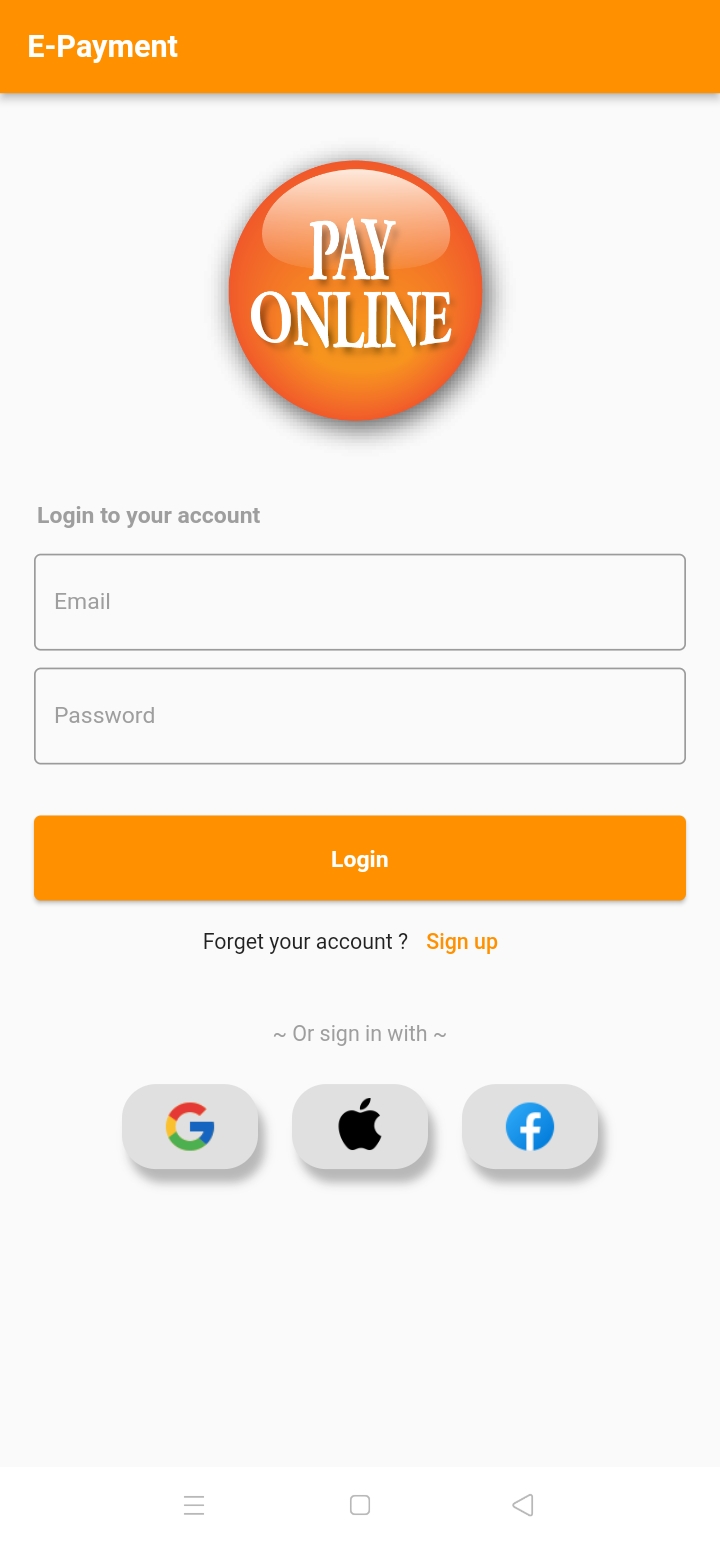 E-Payment
PAY
ONLINE
Login to your account
Email
Password
Login
Forget your account ? Sign up
~ Or sign in with ~